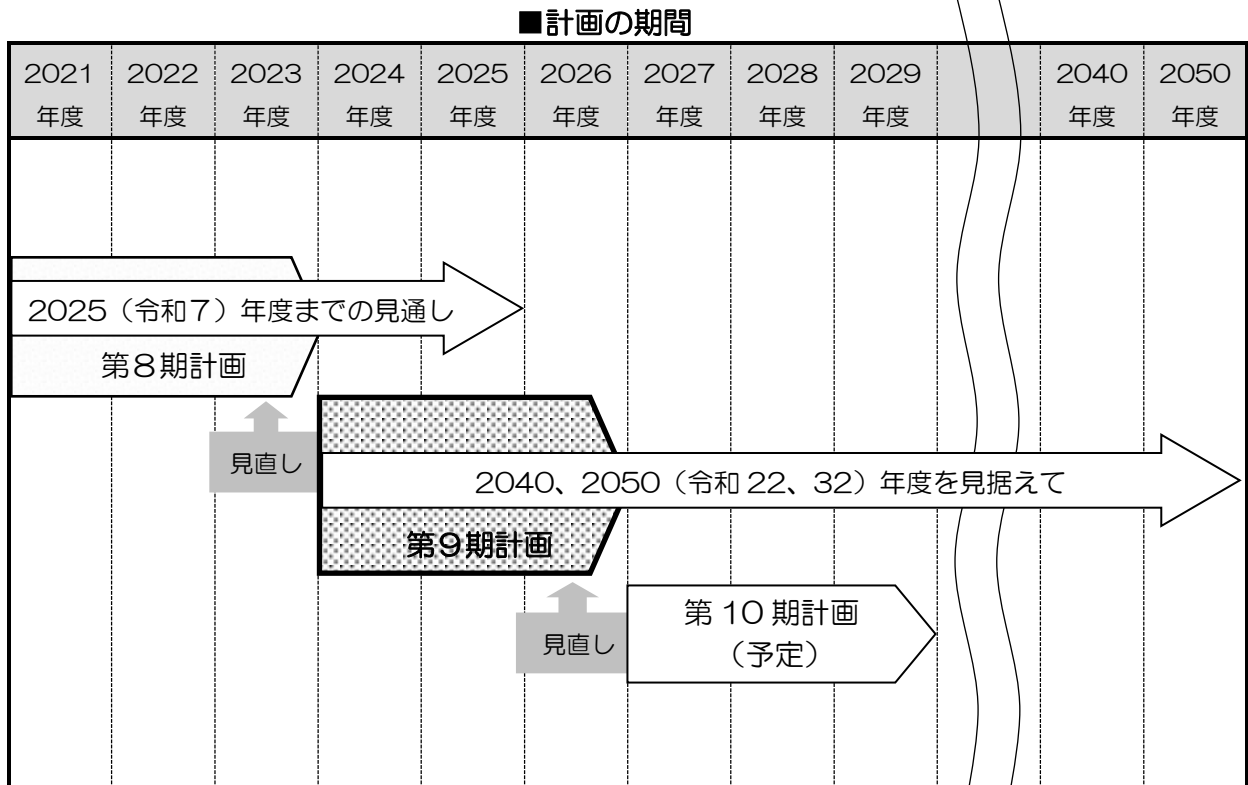 ■計画の期間
2021 2022 2023 2024 2025 2026 2027 2028 2029 2040 2050
年度 年度 年度 年度 年度 年度 年度 年度 年度 年度 年度
2025（令和７）年度までの見通し
第８期計画
見直し
2040、2050（令和 22、32）年度を見据えて
第９期計画
見直し
第 10 期計画
（予定）